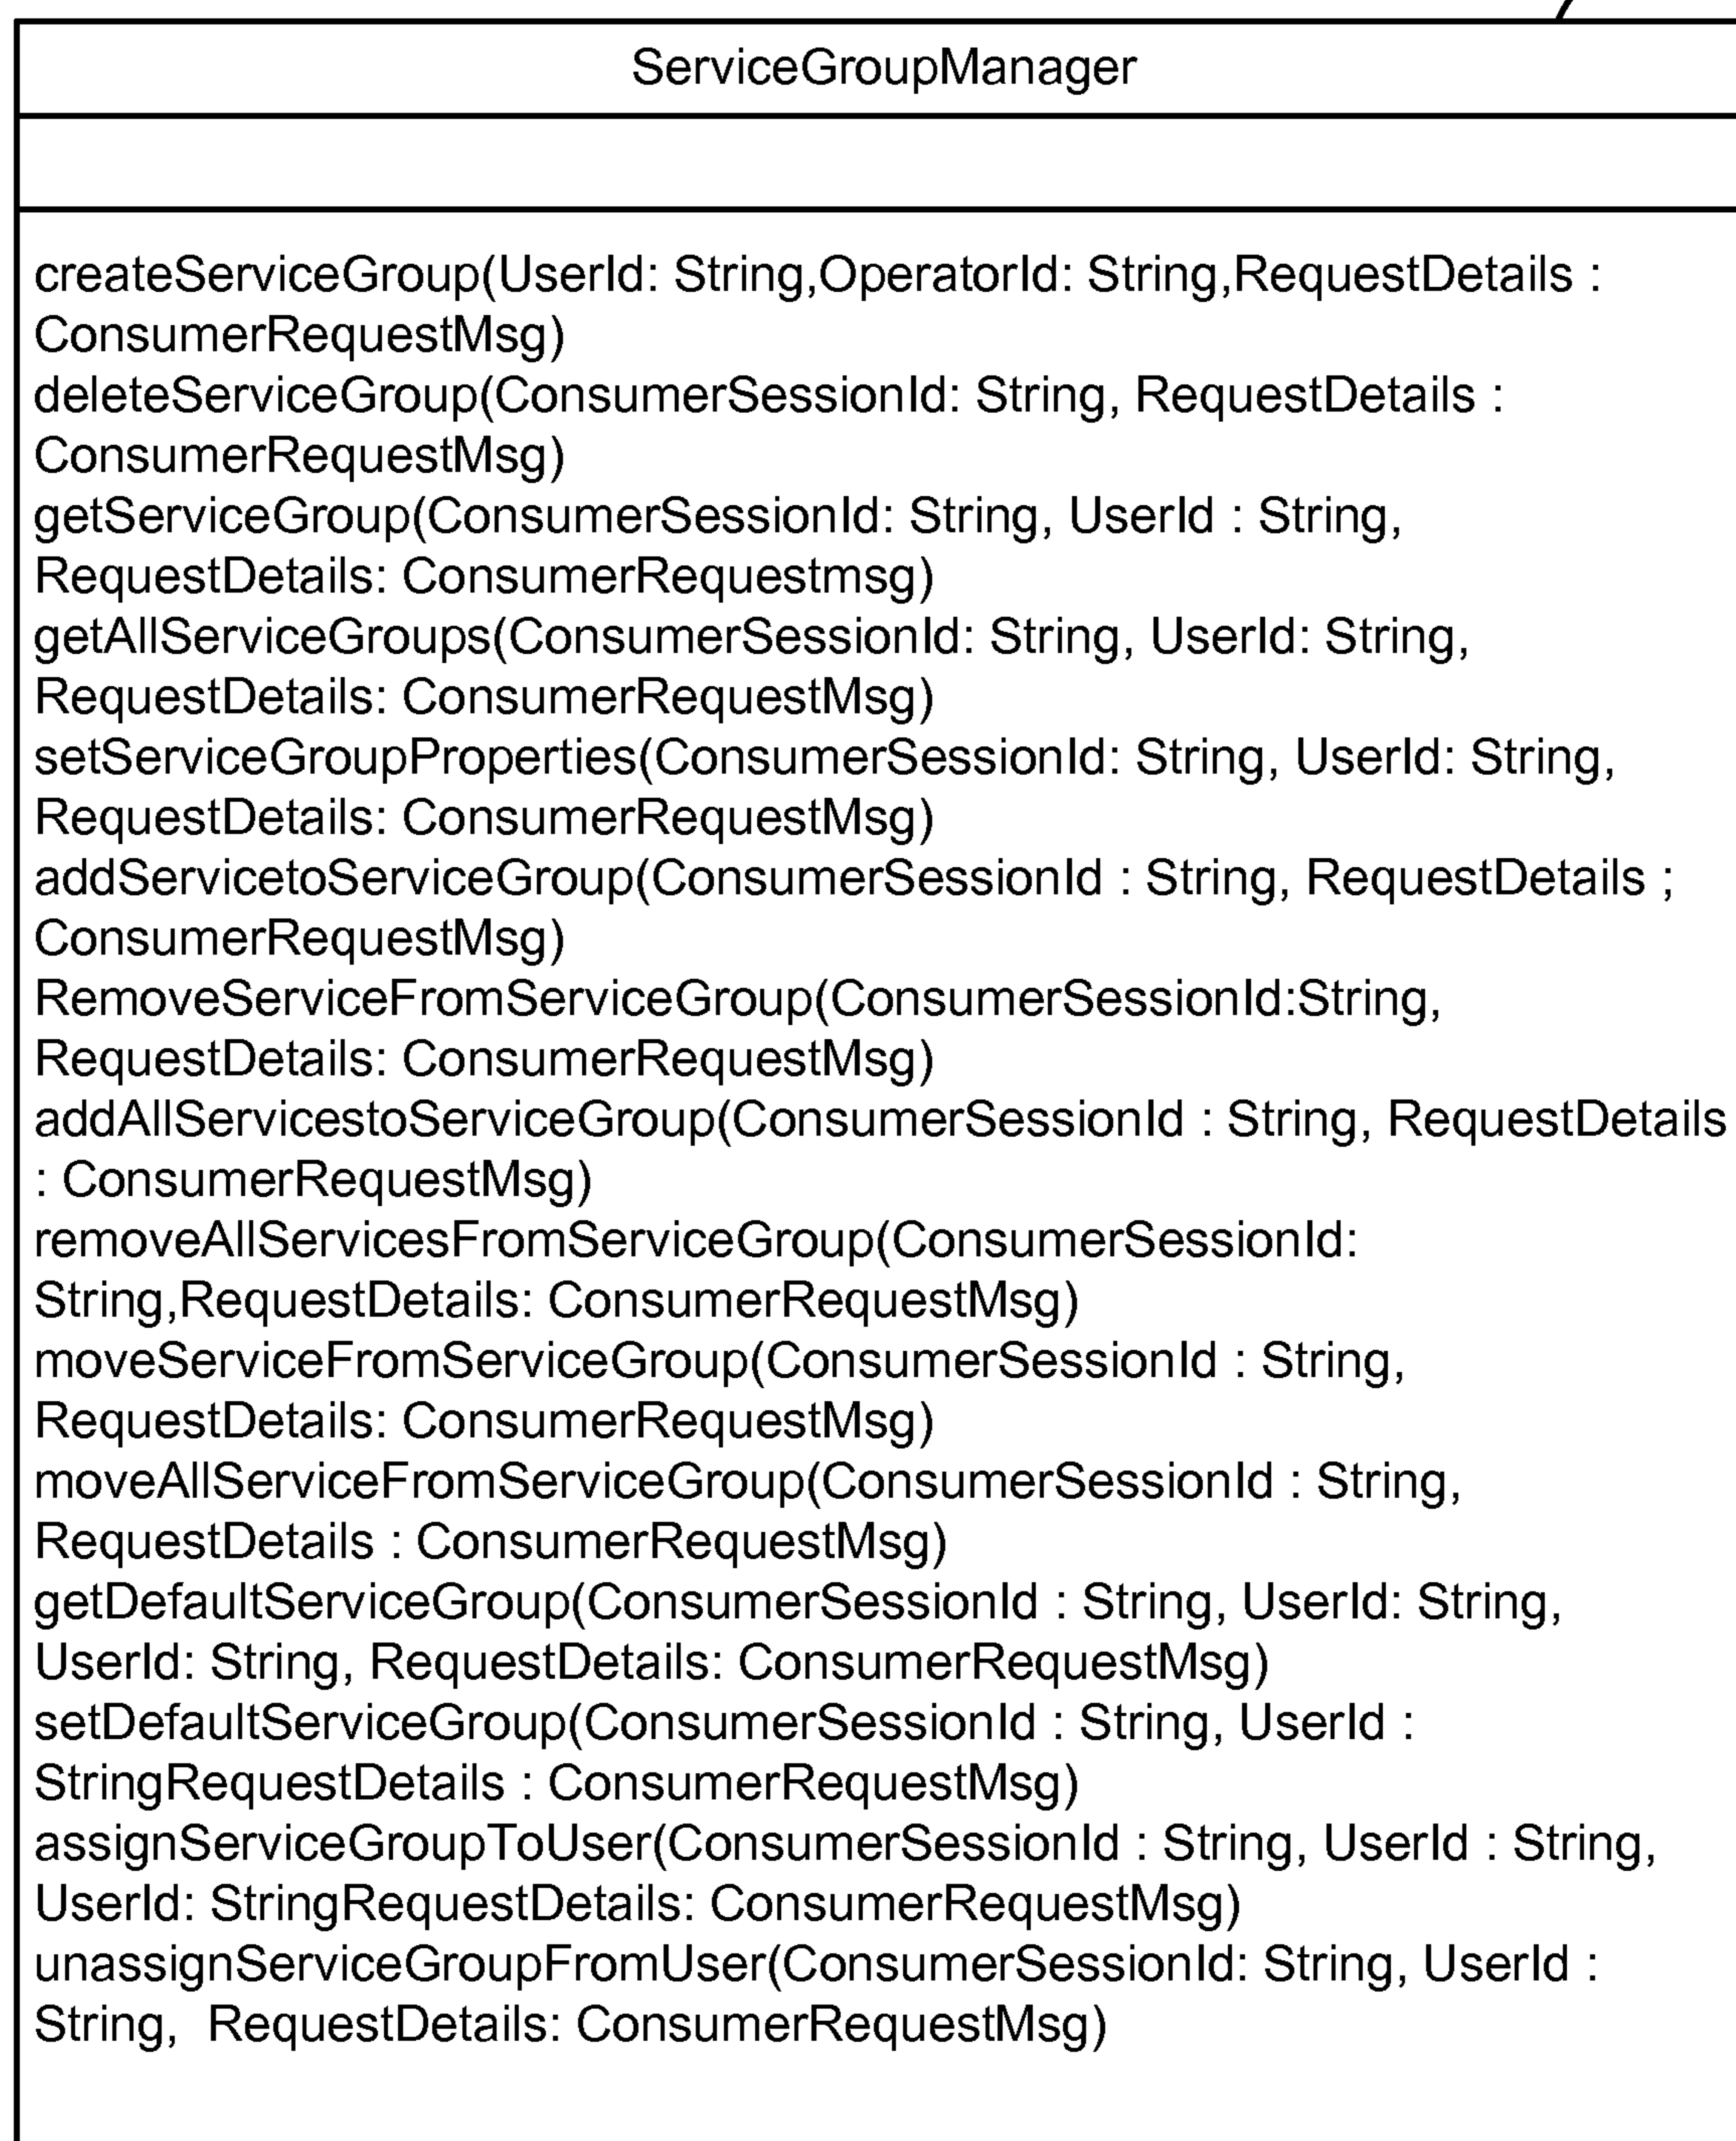 ServiceGroupManager
createServiceGroup(UserId: String,OperatorId: String,RequestDetails :
ConsumerRequestMsg)
deleteServiceGroup(ConsumerSessionId: String, RequestDetails :
ConsumerRequestMsg)
getServiceGroup(ConsumerSessionId: String, UserId : String,
RequestDetails: ConsumerRequestmsg)
getAllServiceGroups(ConsumerSessionId: String, UserId: String,
RequestDetails: ConsumerRequestMsg)
setServiceGroupProperties(ConsumerSessionId: String, UserId: String,
RequestDetails: ConsumerRequestMsg)
addServicetoServiceGroup(ConsumerSessionId : String, RequestDetails ;
ConsumerRequestMsg)
RemoveServiceFromServiceGroup(ConsumerSessionId:String,
RequestDetails: ConsumerRequestMsg)
addAllServicestoServiceGroup(ConsumerSessionId : String, RequestDetails
: ConsumerRequestMsg)
removeAllServicesFromServiceGroup(ConsumerSessionId:
String,RequestDetails: ConsumerRequestMsg)
moveServiceFromServiceGroup(ConsumerSessionId : String,
RequestDetails: ConsumerRequestMsg)
moveAllServiceFromServiceGroup(ConsumerSessionId : String,
RequestDetails : ConsumerRequestMsg)
getDefaultServiceGroup(ConsumerSessionId : String, UserId: String,
UserId: String, RequestDetails: ConsumerRequestMsg)
setDefaultServiceGroup(ConsumerSessionId : String, UserId :
StringRequestDetails : ConsumerRequestMsg)
assignServiceGroupToUser(ConsumerSessionId : String, UserId : String,
UserId: StringRequestDetails: ConsumerRequestMsg)
unassignServiceGroupFromUser(ConsumerSessionId: String, UserId :
String,  RequestDetails: ConsumerRequestMsg)